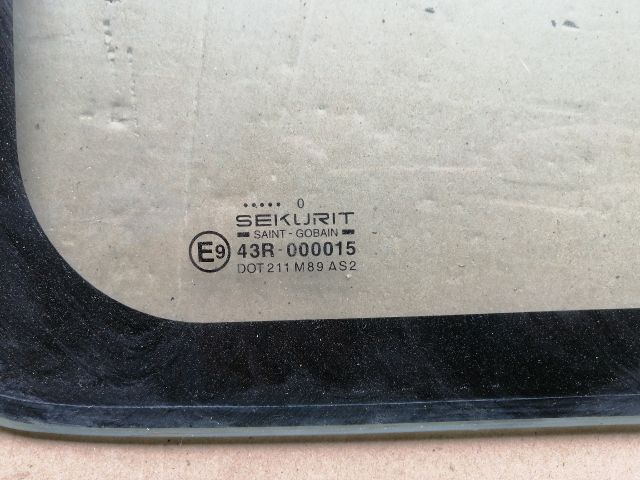 ..... 0
SEKURIT
SAINT-GOBAIN
E9 43R-000015
DOT 211 M89 AS2